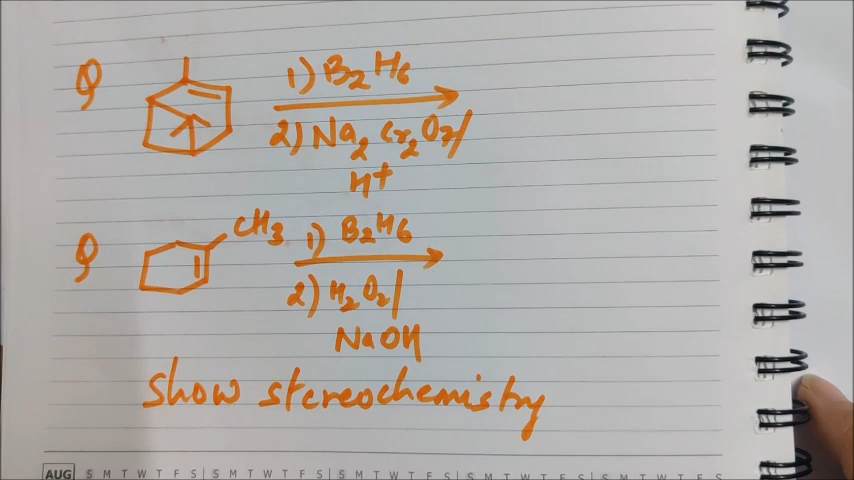 Q 1) B2H6
2) Na2Cr2O7/
H+
Q CH3 1) B2H6
2) H2O2/
NaOH
Show stereochemistry
AUG S M T W T F S S M T W T F S S M T W T F S S M T W T F S S M T W T F S